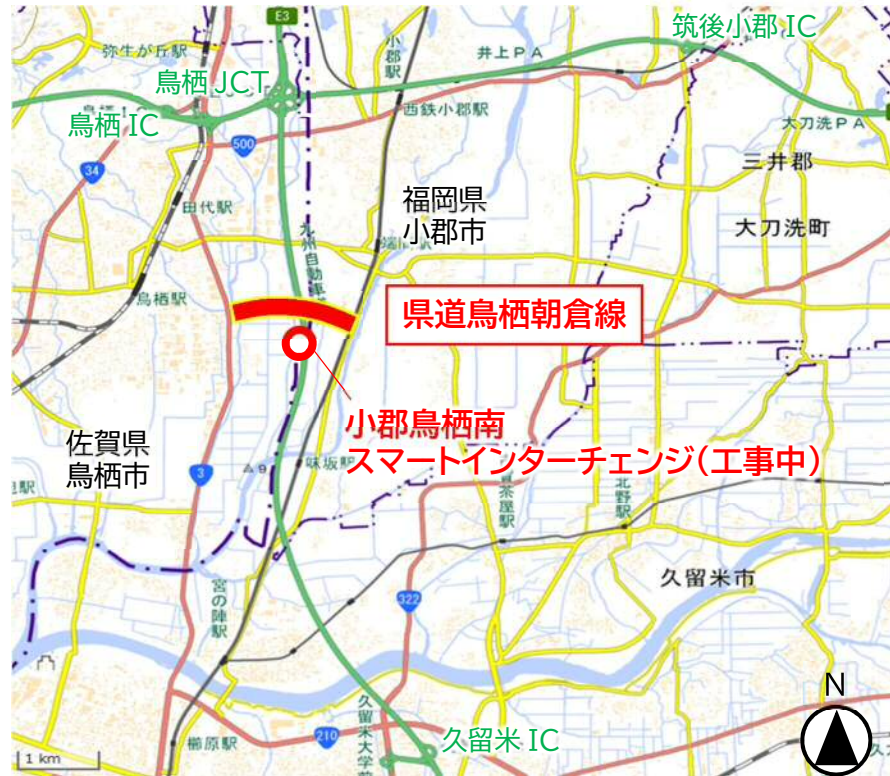 E3
筑後小郡 IC
弥生が丘駅
小郡駅
井上PA
鳥栖 JCT
西鉄小郡駅
鳥栖 IC
大刀洗PA
500
34
三井郡
福岡県
小郡市
田代駅
大刀洗町
九州自動車
鳥栖駅
県道鳥栖朝倉線
小郡鳥栖南
スマートインターチェンジ(工事中)
佐賀県
鳥栖市
9
味坂駅
3
茶屋駅
北野駅
久留米市
宮の陣駅
322
N
210
櫛原駅
久留米大学前
久留米 IC
1 km